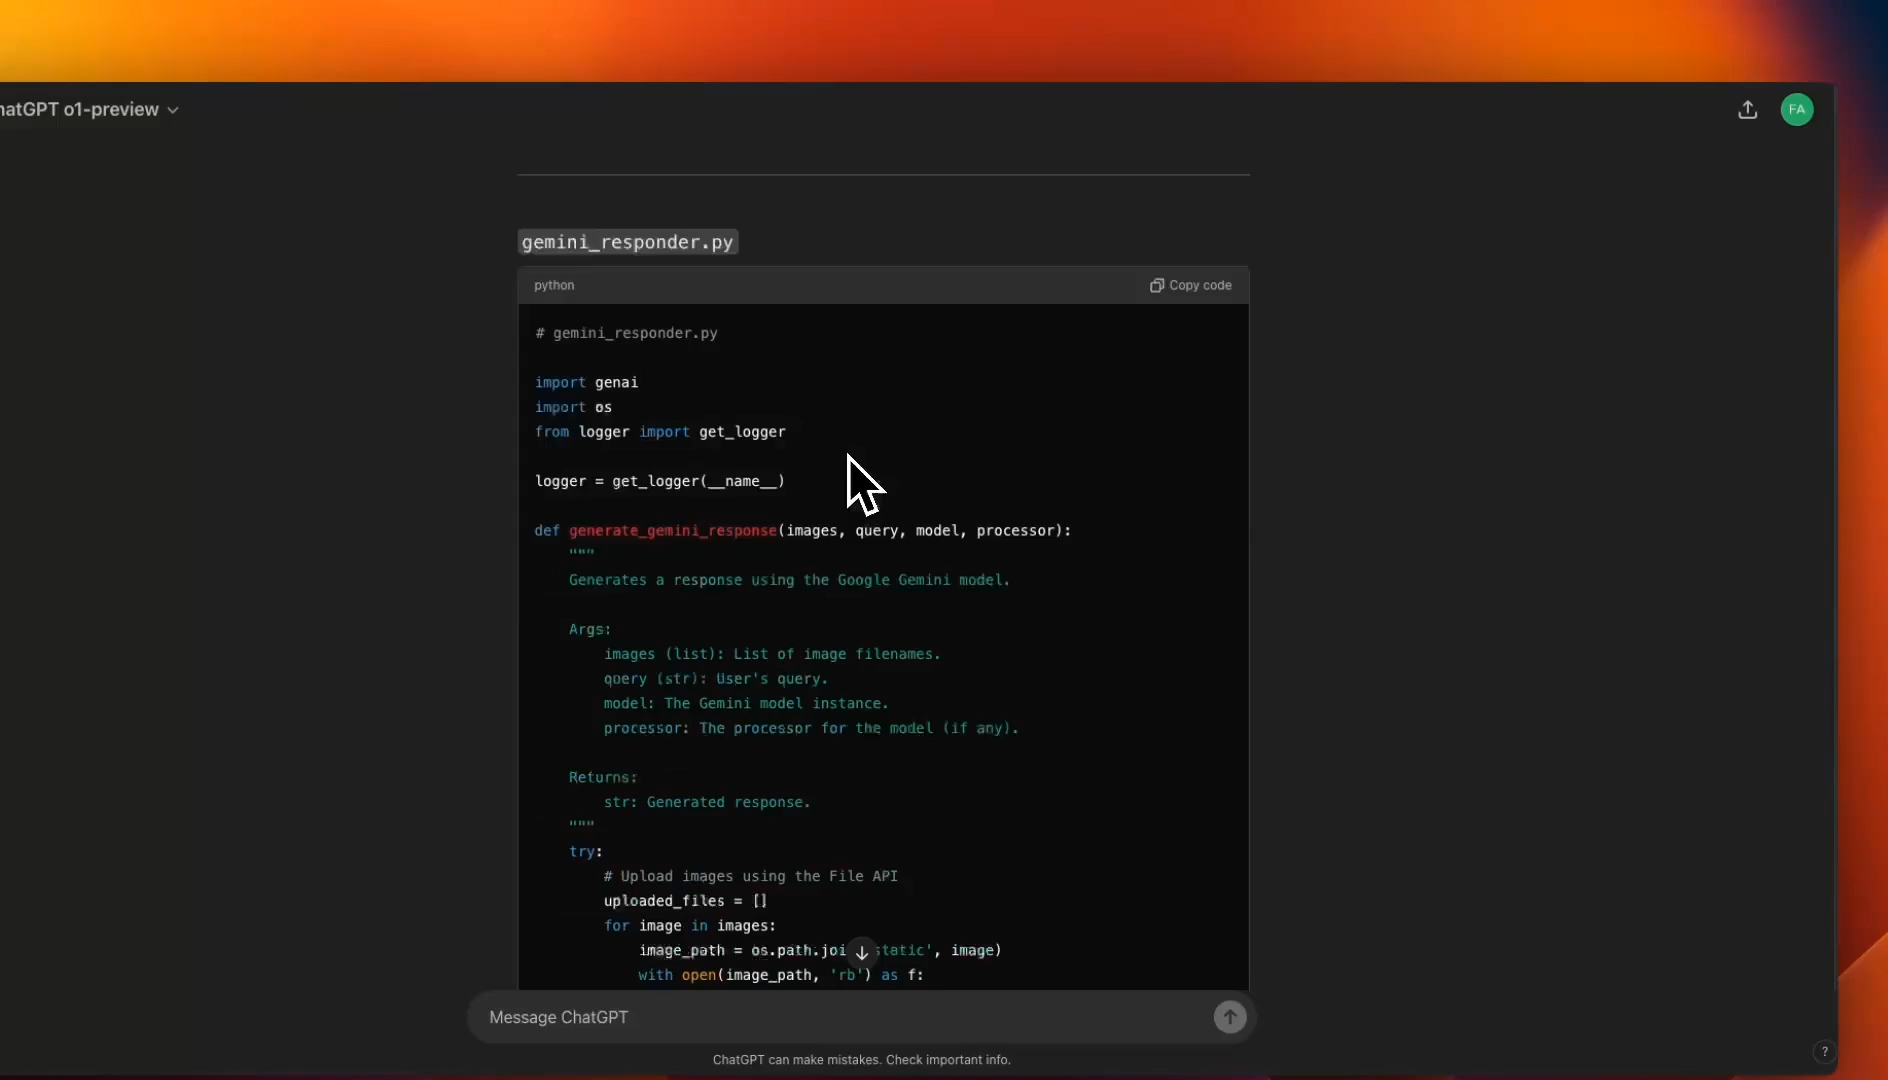 hatGPT o1-preview
FA
gemini_responder.py
python
Copy code
# gemini_responder.py
import genai
import os
from logger import get_logger
logger = get_logger(__name__)
def generate_gemini_response(images, query, model, processor):
"""
Generates a response using the Google Gemini model.
Args:
images (list): List of image filenames.
query (str): User's query.
model: The Gemini model instance.
processor: The processor for the model (if any).
Returns:
str: Generated response.
"""
try:
# Upload images using the File API
uploaded_files = []
for image in images:
image_path = os.path.joi static', image)
with open(image_path, 'rb') as f:
Message ChatGPT
ChatGPT can make mistakes. Check important info.
?